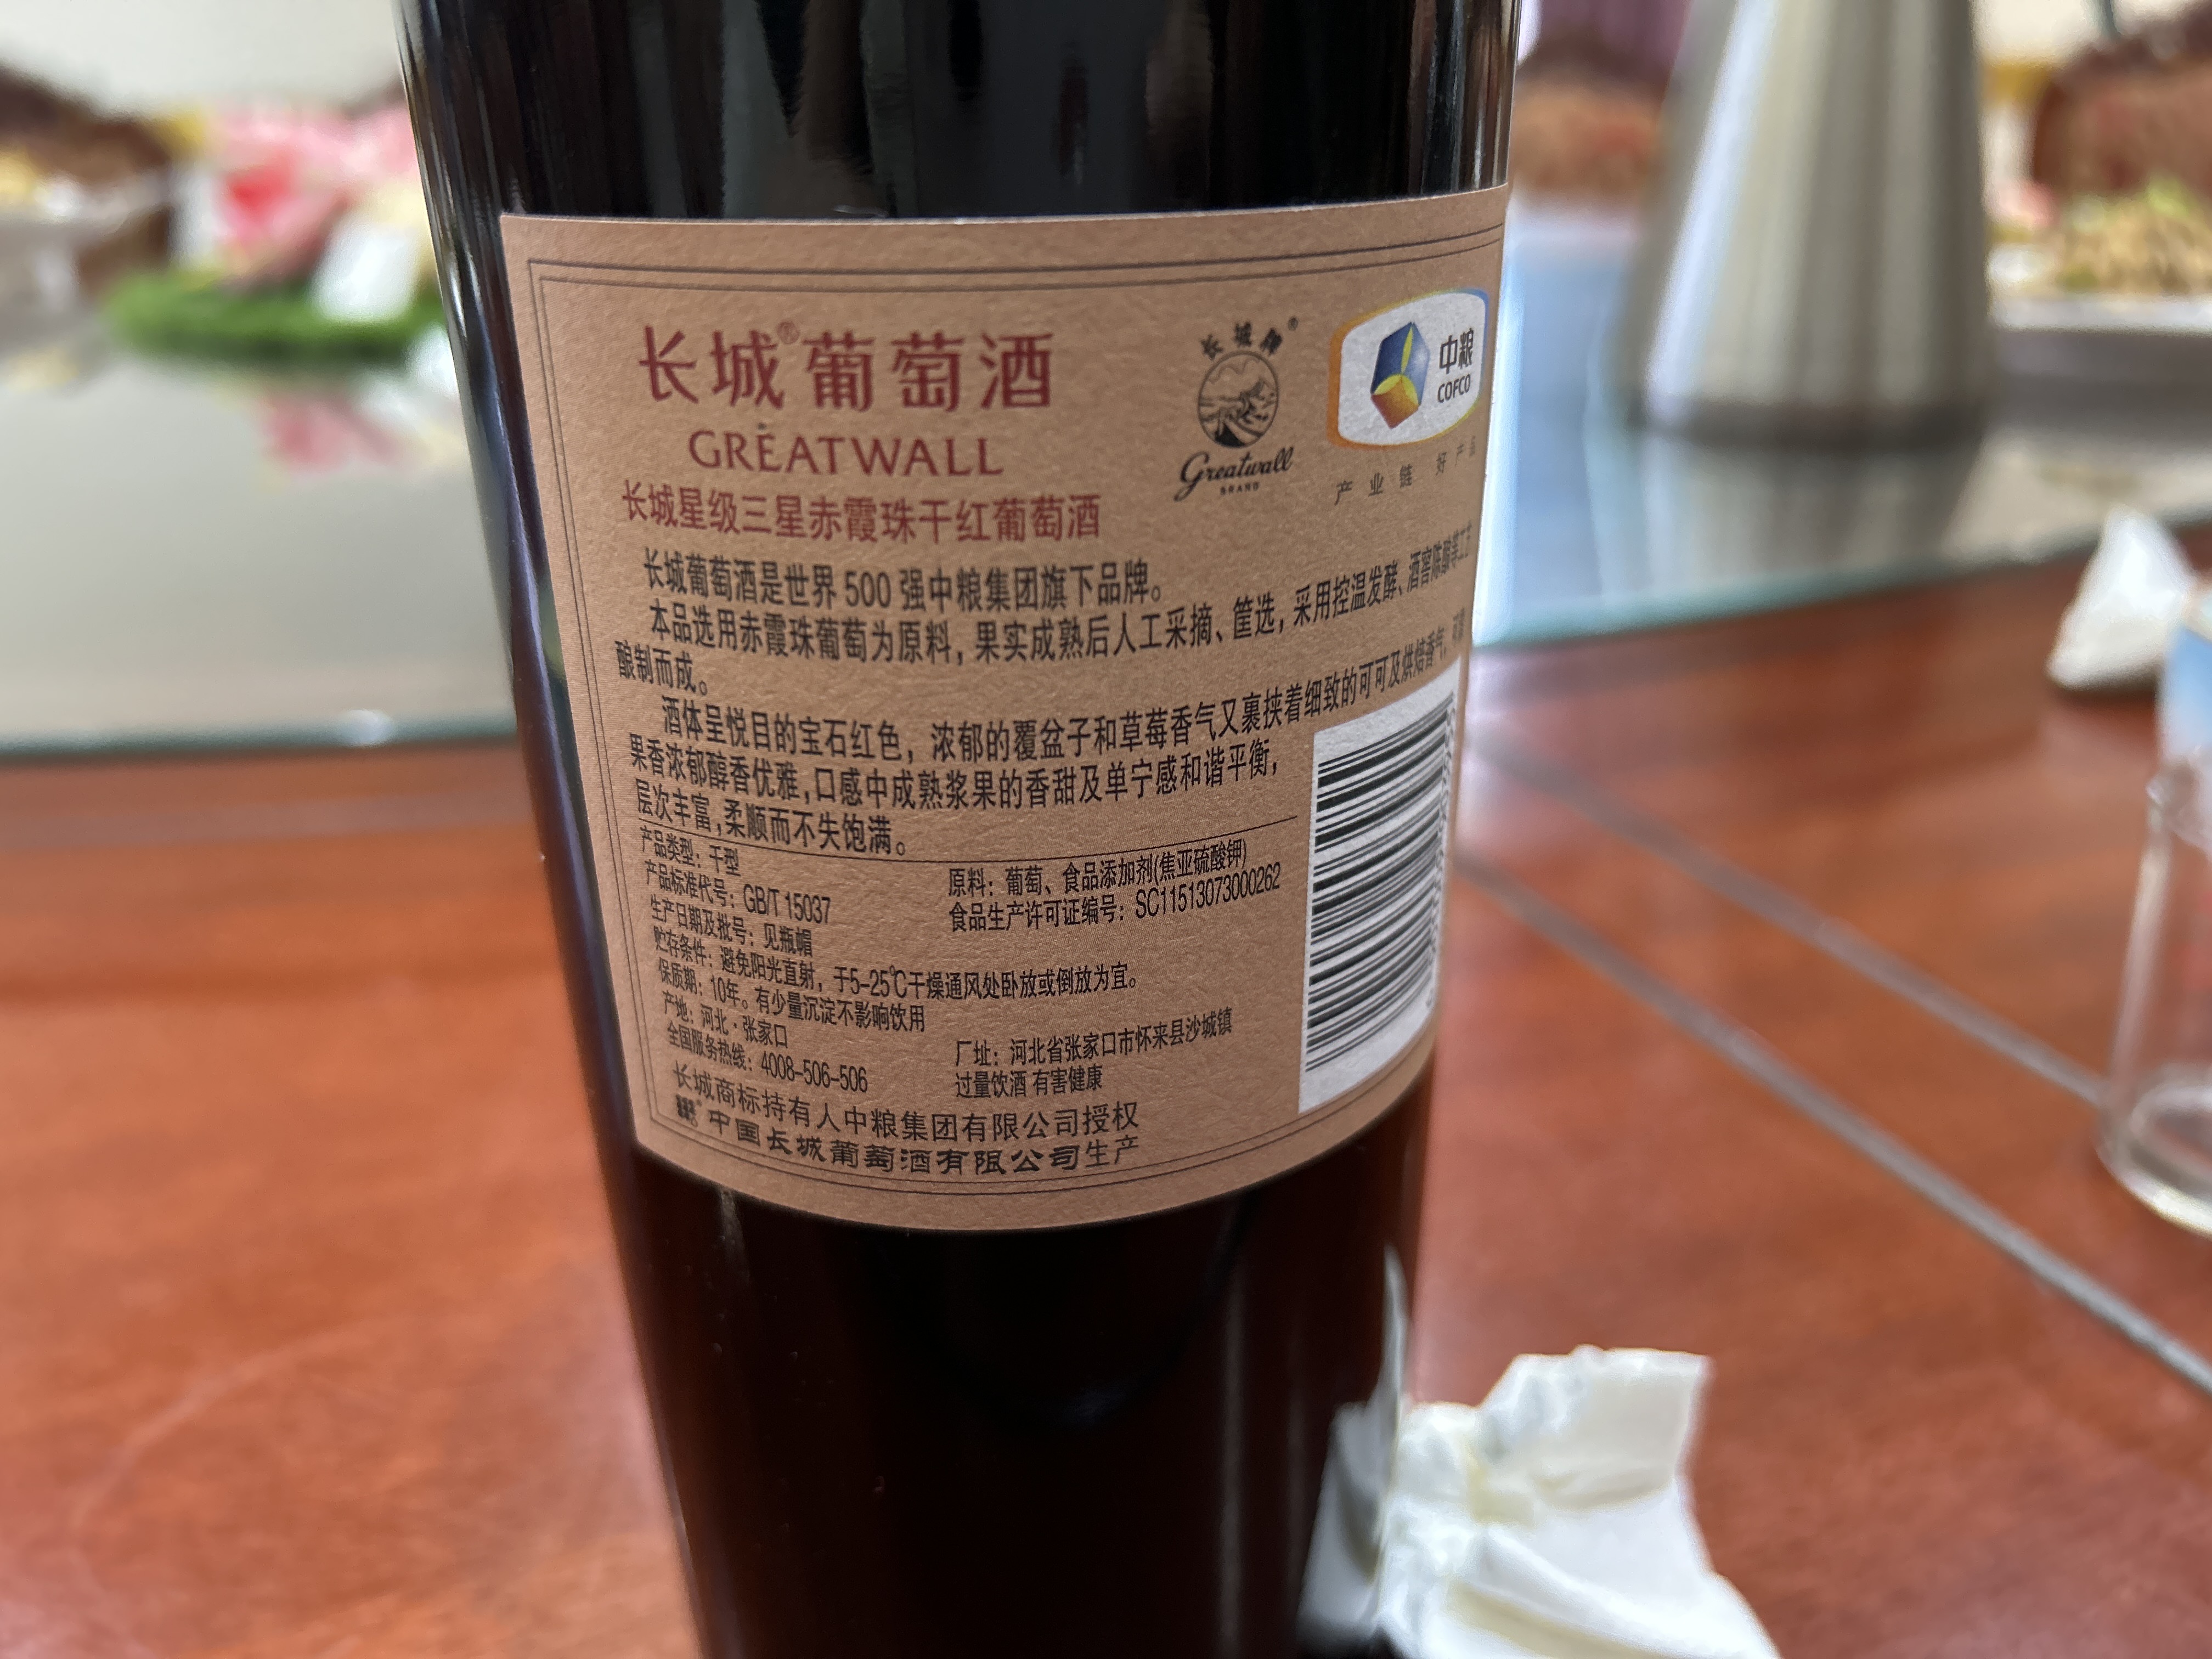 长城®葡萄酒
GREATWALL
长城牌®
Greatwall
BRAND
中粮
COFCO
产业链 好产品
长城星级三星赤霞珠干红葡萄酒
长城葡萄酒是世界500强中粮集团旗下品牌。
本品选用赤霞珠葡萄为原料，果实成熟后人工采摘、筐选，采用控温发酵、酒窖陈酿等工艺
酿制而成。
酒体呈悦目的宝石红色，浓郁的覆盆子和草莓香气又裹挟着细致的可可及烘焙香气，
果香浓郁醇香优雅，口感中成熟浆果的香甜及单宁感和谐平衡，
层次丰富，柔顺而不失饱满。
产品类型：干型
原料：葡萄、食品添加剂(焦亚硫酸钾)
产品标准代号：GB/T 15037
食品生产许可证编号：SC11513073000262
生产日期及批号：见瓶帽
贮存条件：避免阳光直射，于5-25℃干燥通风处卧放或倒放为宜。
保质期：10年。有少量沉淀不影响饮用
产地：河北·张家口
厂址：河北省张家口市怀来县沙城镇
全国服务热线：4008-506-506
过量饮酒 有害健康
长城商标持有人中粮集团有限公司授权
中国长城葡萄酒有限公司生产